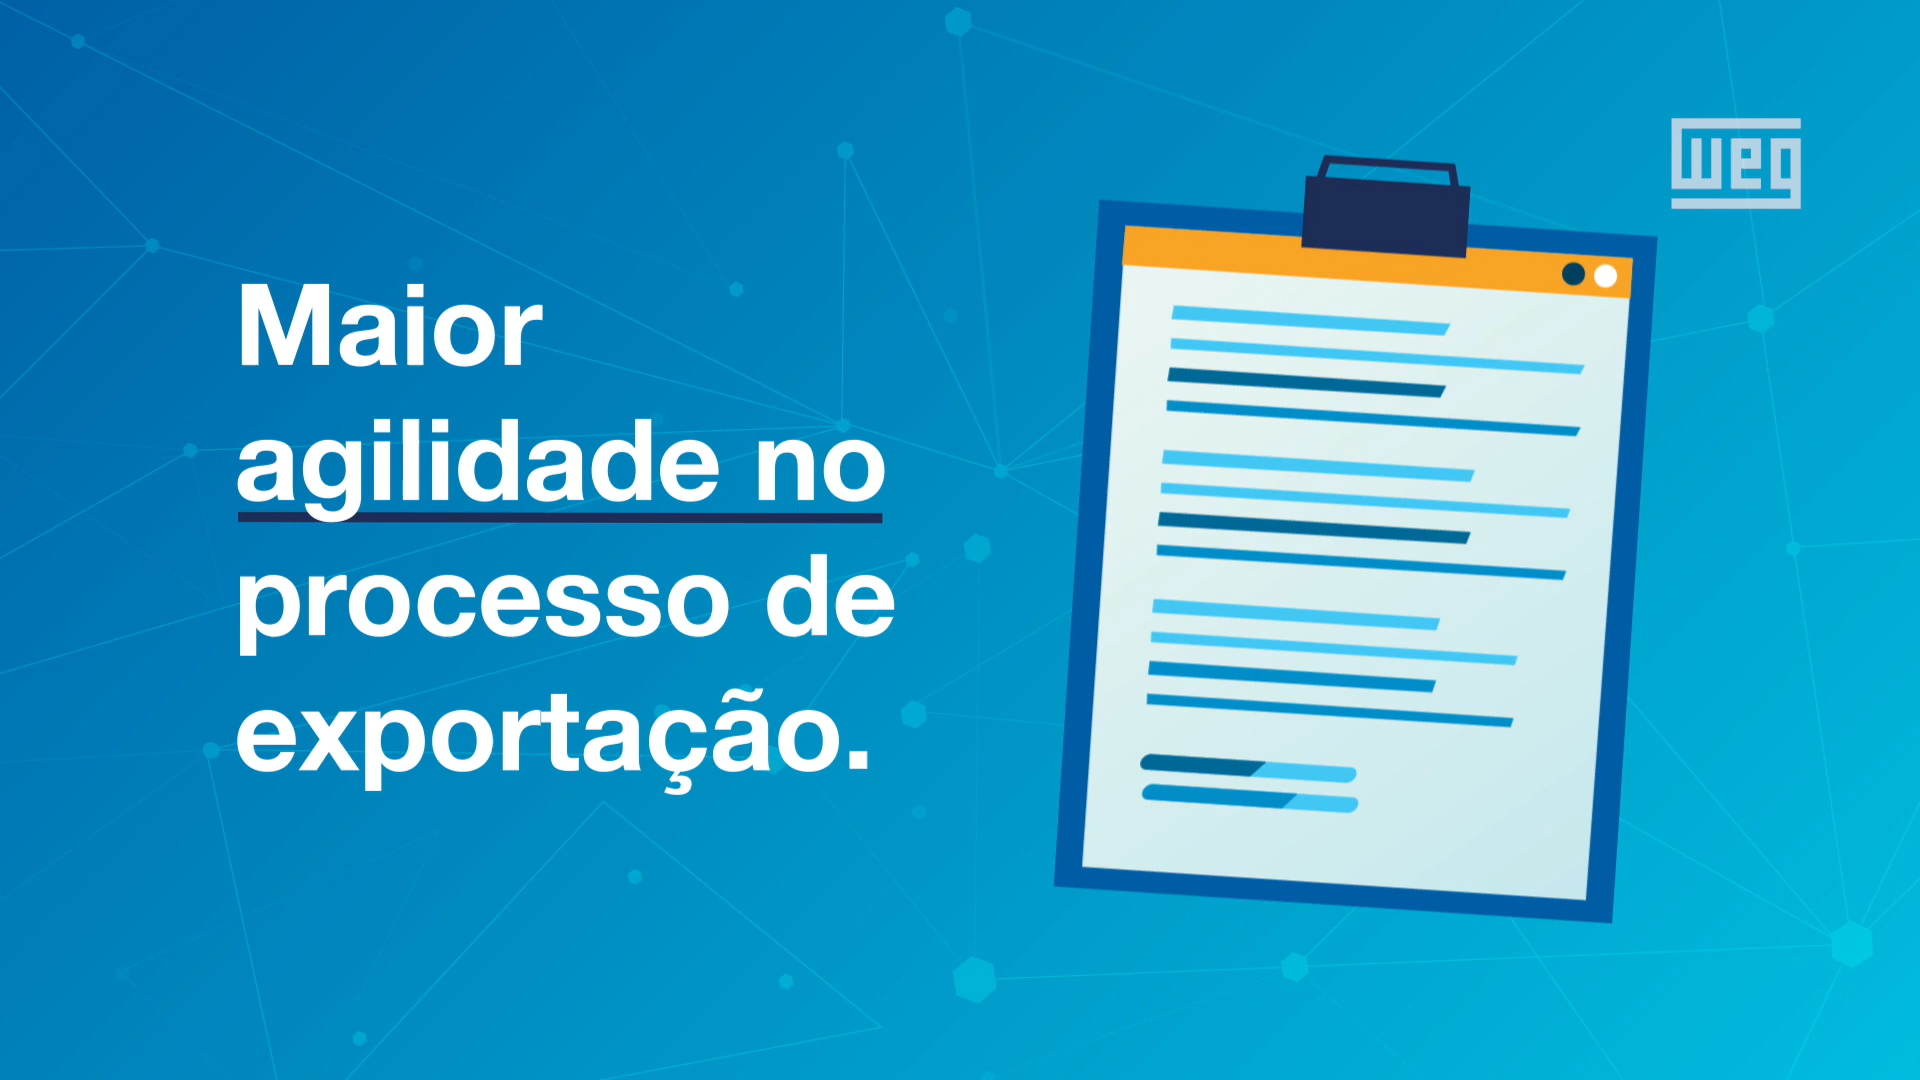 Maior
agilidade no
processo de
exportação.
weg